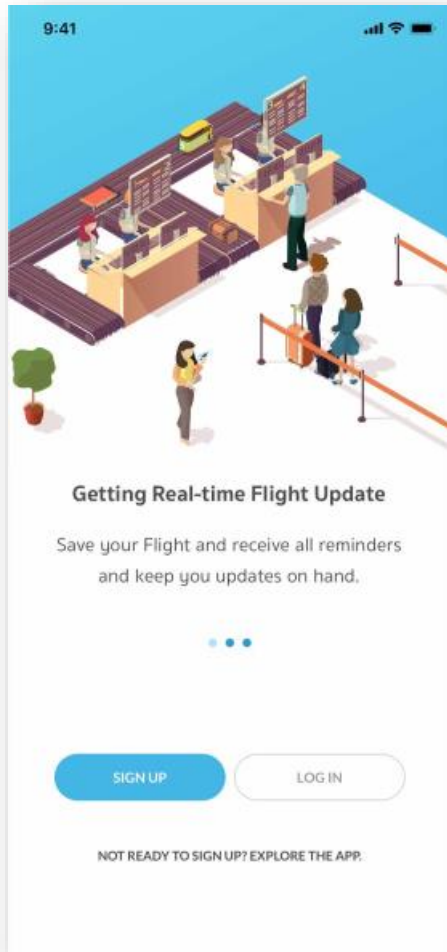 9:41
Getting Real-time Flight Update
Save your Flight and receive all reminders
and keep you updates on hand.
SIGN UP
LOG IN
NOT READY TO SIGN UP? EXPLORE THE APP.